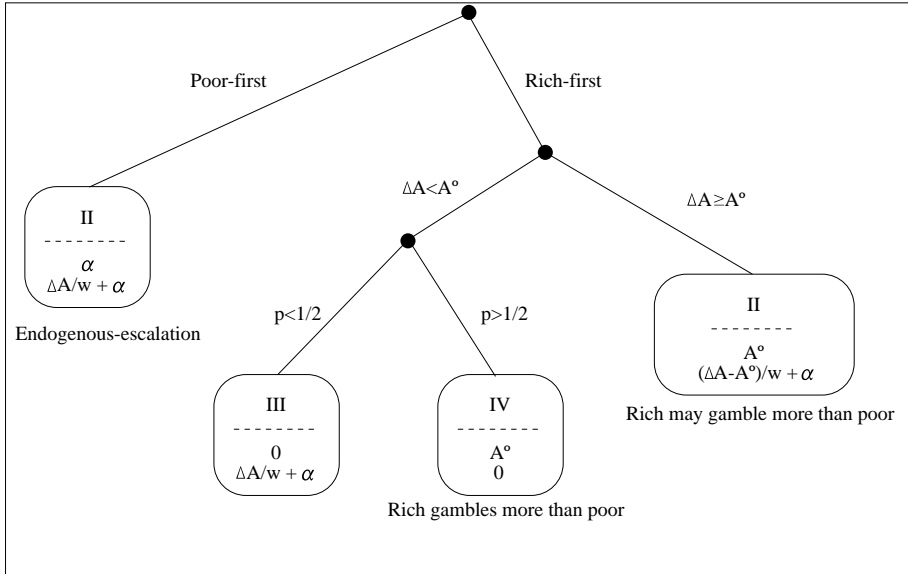 Poor-first
Rich-first
ΔA<Aº
ΔA≥Aº
II
α
ΔA/w + α
Endogenous-escalation
p<1/2
p>1/2
II
Aº
(ΔA-Aº)/w + α
Rich may gamble more than poor
III
0
ΔA/w + α
IV
Aº
0
Rich gambles more than poor